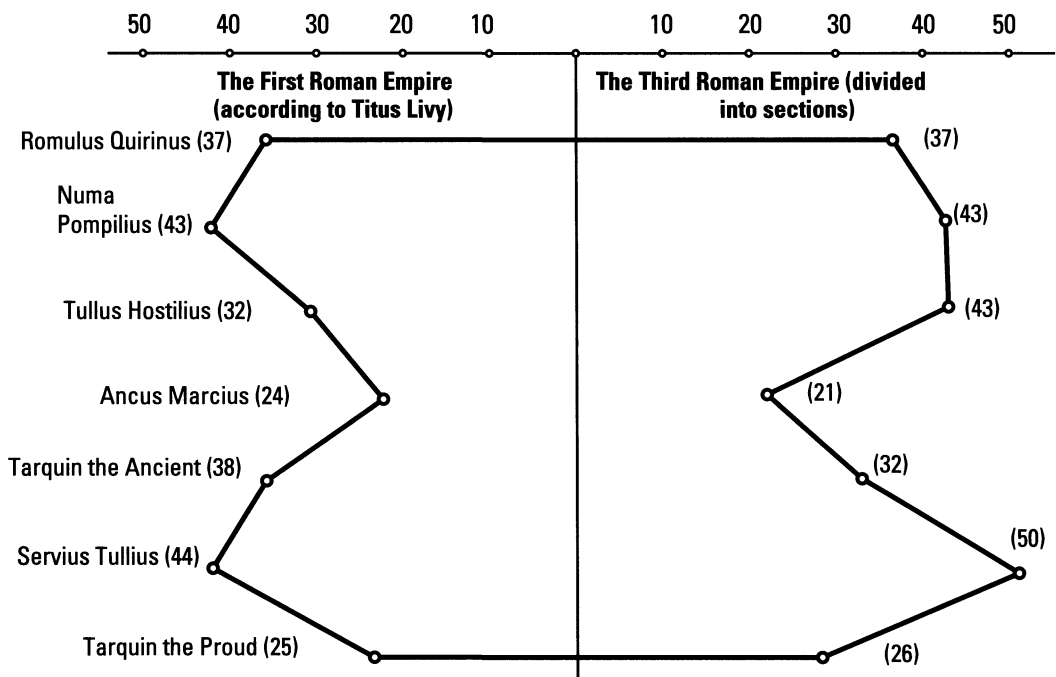 50 40 30 20 10 10 20 30 40 50
The First Roman Empire
(according to Titus Livy)
The Third Roman Empire (divided
into sections)
Romulus Quirinus (37)
(37)
Numa
Pompilius (43)
(43)
Tullus Hostilius (32)
(43)
Ancus Marcius (24)
(21)
Tarquin the Ancient (38)
(32)
Servius Tullius (44)
(50)
Tarquin the Proud (25)
(26)